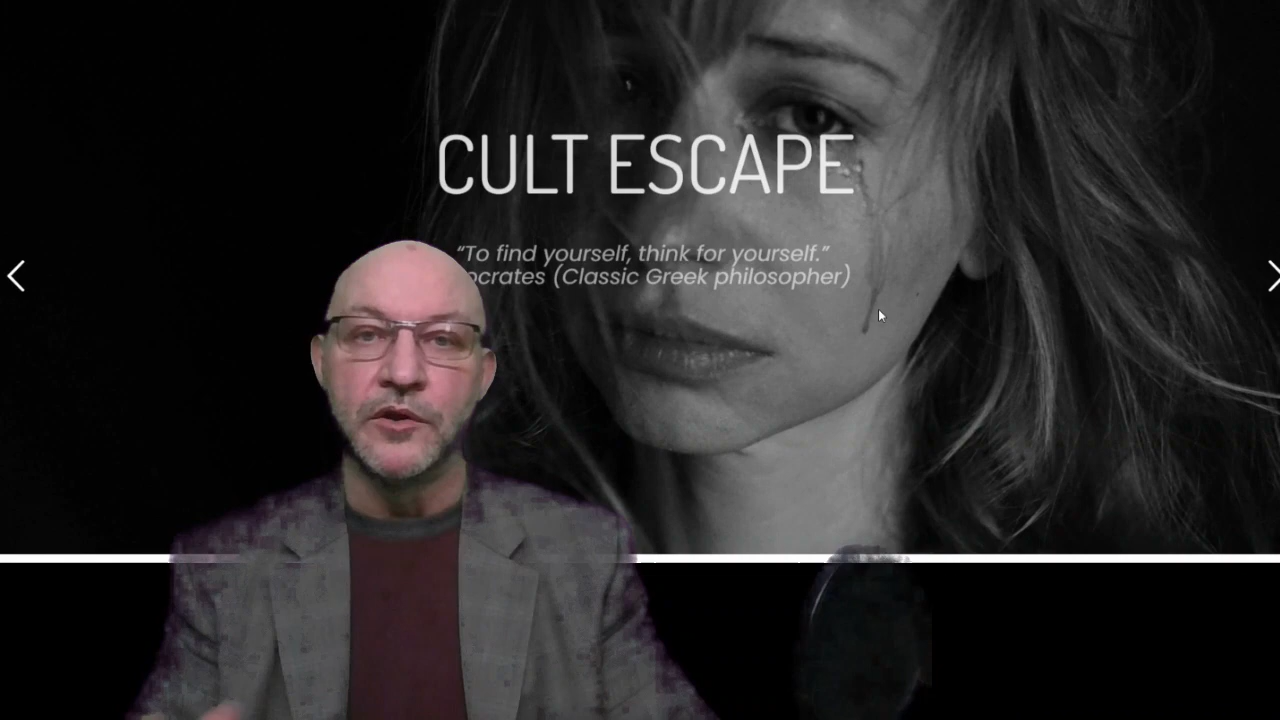 CULT ESCAPE
“To find yourself, think for yourself.”
ocrates (Classic Greek philosopher)